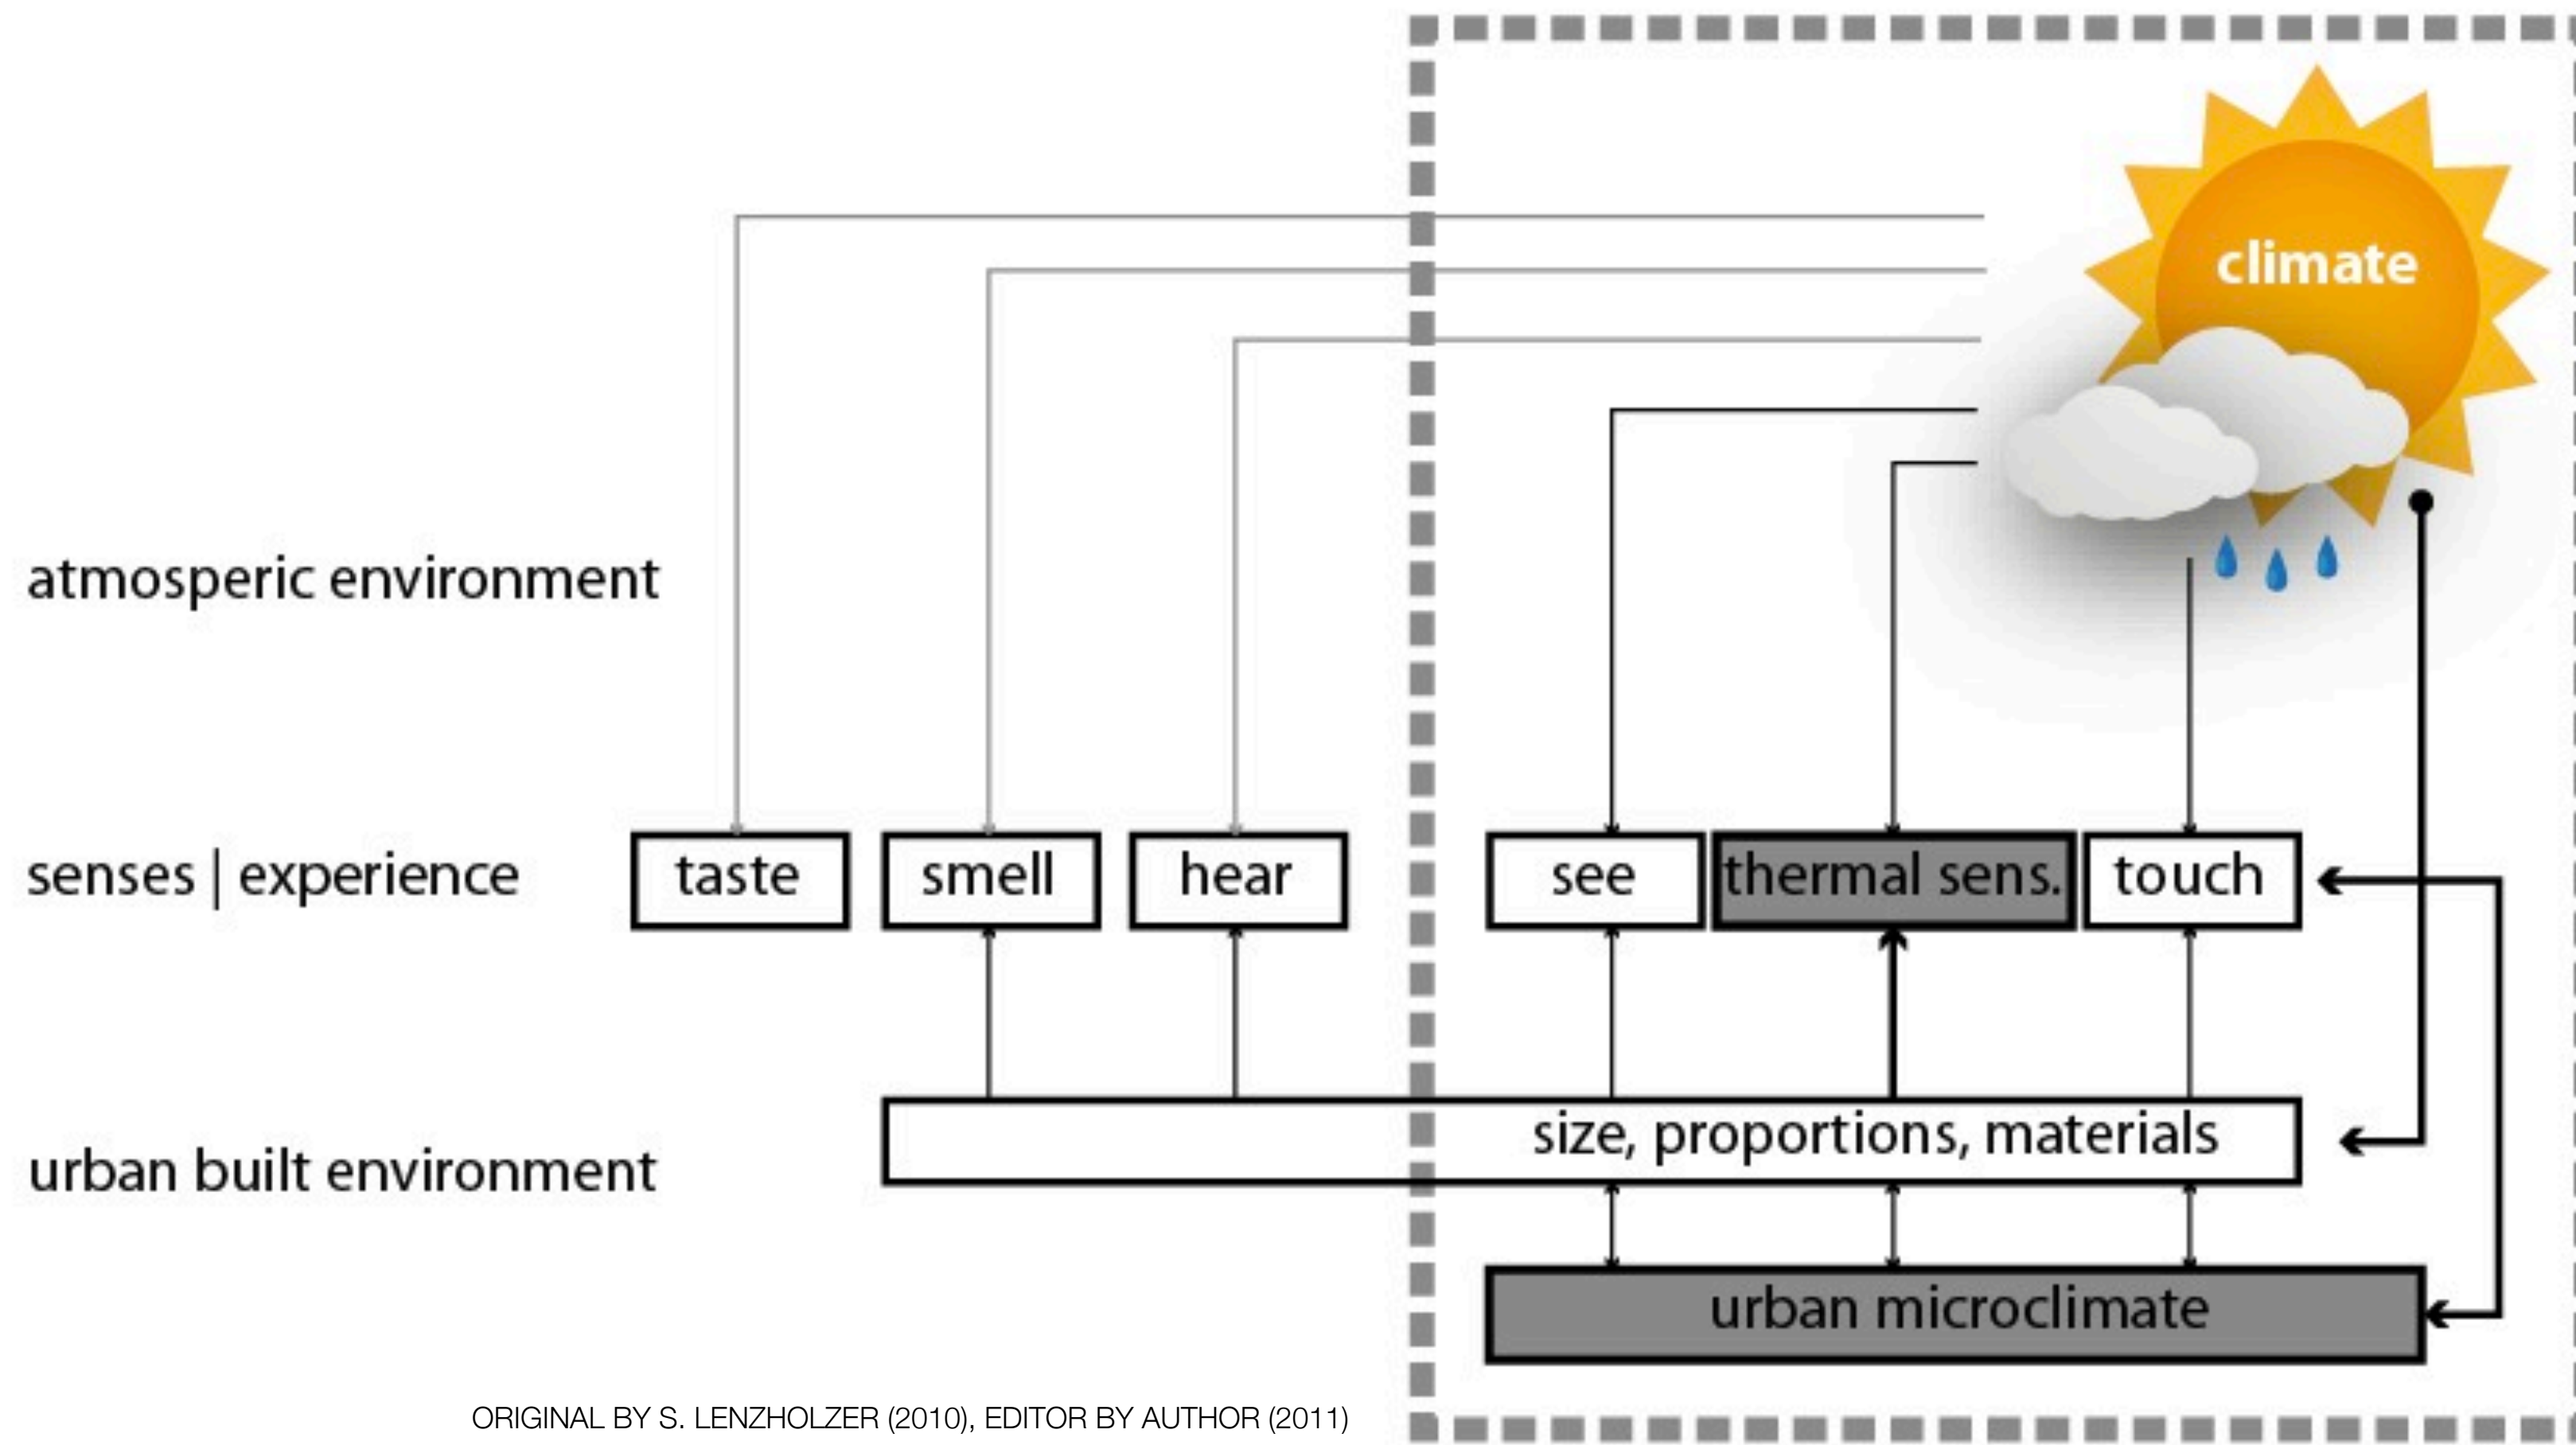 climate
atmosperic environment
senses | experience
taste
smell
hear
see
thermal sens.
touch
size, proportions, materials
urban built environment
urban microclimate
ORIGINAL BY S. LENZHOLZER (2010), EDITOR BY AUTHOR (2011)